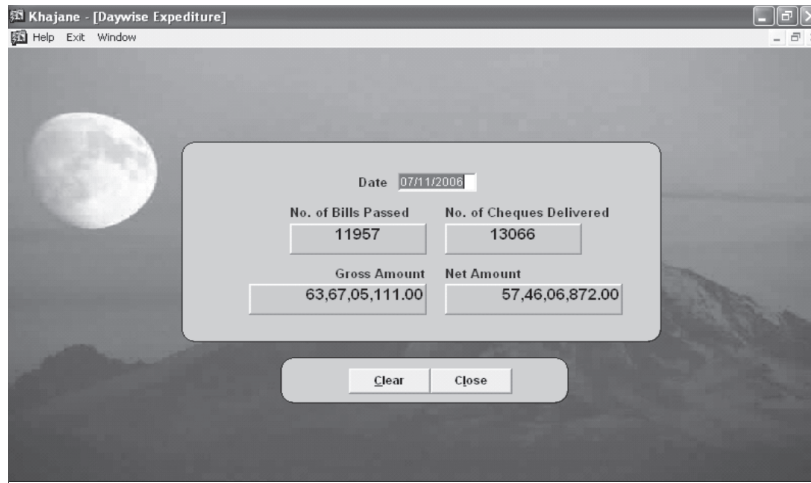 Khajane - [Daywise Expediture]
Help Exit Window
Date 07/11/2006
No. of Bills Passed No. of Cheques Delivered
11957 13066
Gross Amount Net Amount
63,67,05,111.00 57,46,06,872.00
Clear Close